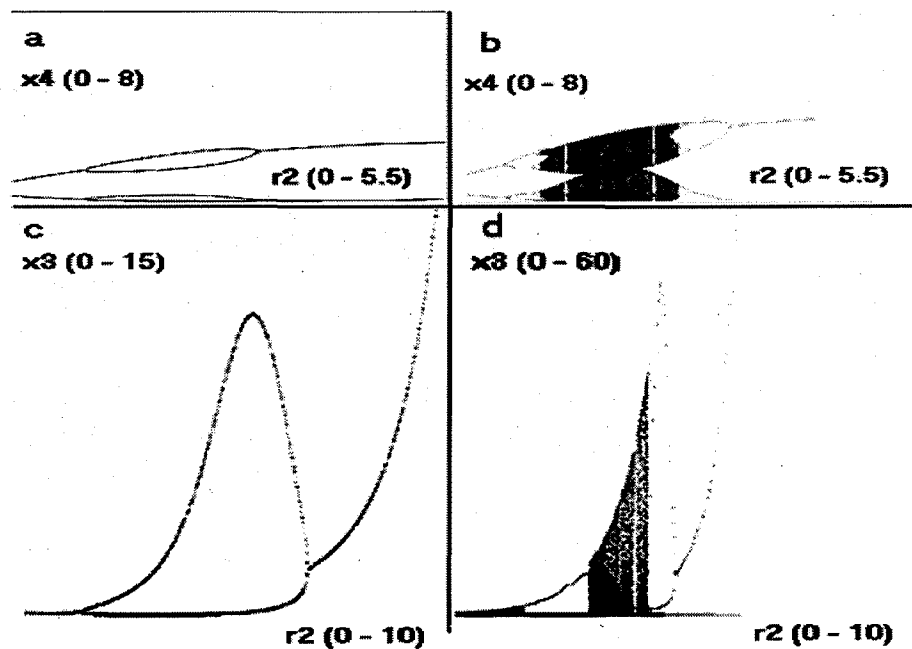 a
x4 (0 - 8)
r2 (0 - 5.5)
b
x4 (0 - 8)
r2 (0 - 5.5)
c
x3 (0 - 15)
r2 (0 - 10)
d
x3 (0 - 60)
r2 (0 - 10)